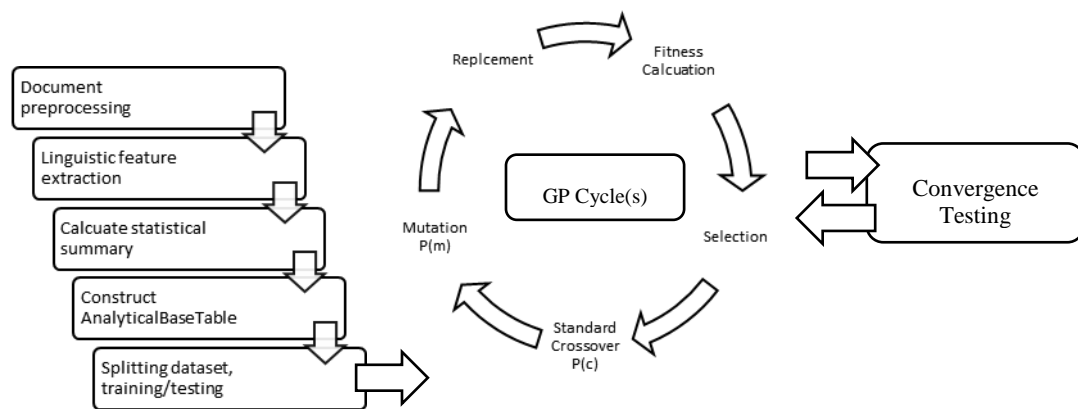 Document
preprocessing
Linguistic feature
extraction
Calcuate statistical
summary
Construct
AnalyticalBaseTable
Splitting dataset,
training/testing
Replcement
Fitness
Calcuation
Selection
Standard
Crossover
P(c)
Mutation
P(m)
GP Cycle(s)
Convergence
Testing